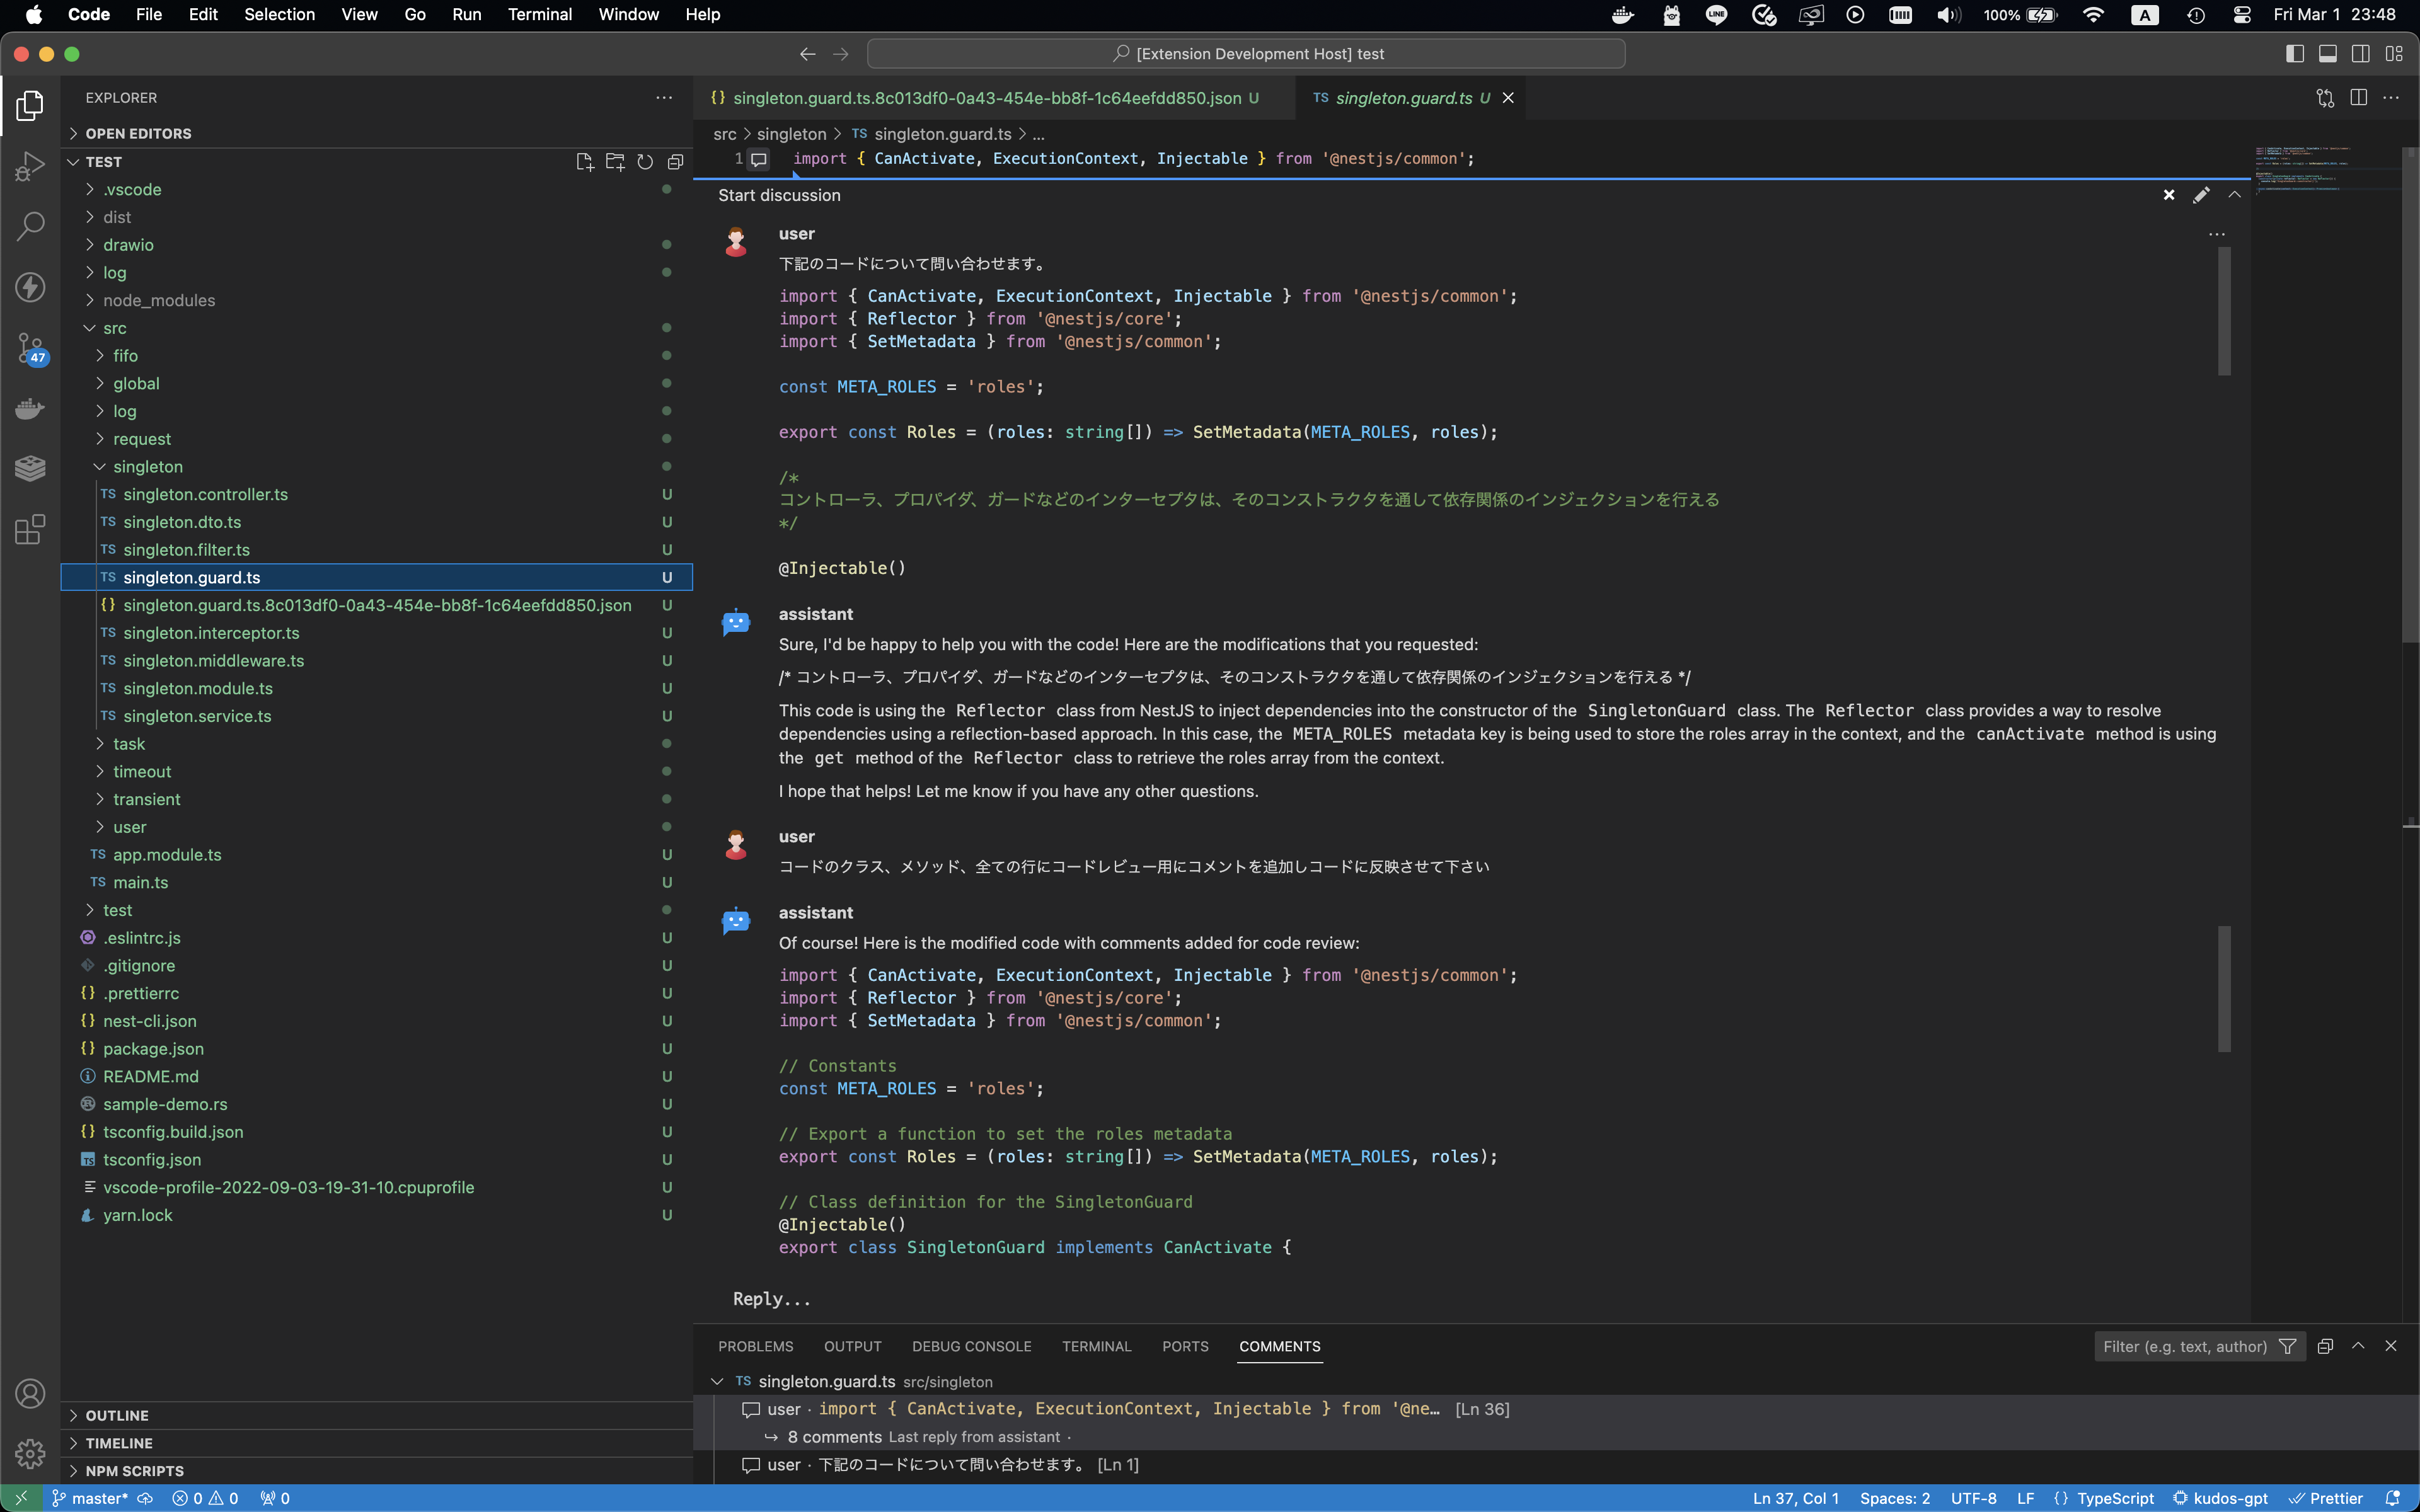 Code File Edit Selection View Go Run Terminal Window Help
LINE
100%
A
Fri Mar 1 23:48
[Extension Development Host] test
EXPLORER
OPEN EDITORS
TEST
.vscode
dist
drawio
log
node_modules
src
fifo
global
log
request
singleton
TS singleton.controller.ts U
TS singleton.dto.ts U
TS singleton.filter.ts U
TS singleton.guard.ts U
{} singleton.guard.ts.8c013df0-0a43-454e-bb8f-1c64eefdd850.json U
TS singleton.interceptor.ts U
TS singleton.middleware.ts U
TS singleton.module.ts U
TS singleton.service.ts U
task
timeout
transient
user
TS app.module.ts U
TS main.ts U
test
.eslintrc.js U
.gitignore U
{} .prettierrc U
{} nest-cli.json U
{} package.json U
README.md U
sample-demo.rs U
{} tsconfig.build.json U
TS tsconfig.json U
vscode-profile-2022-09-03-19-31-10.cpuprofile U
yarn.lock U
OUTLINE
TIMELINE
NPM SCRIPTS
47
{} singleton.guard.ts.8c013df0-0a43-454e-bb8f-1c64eefdd850.json U
TS singleton.guard.ts U
src > singleton > TS singleton.guard.ts > ...
1 import { CanActivate, ExecutionContext, Injectable } from '@nestjs/common';
Start discussion
user
下記のコードについて問い合わせます。
import { CanActivate, ExecutionContext, Injectable } from '@nestjs/common';
import { Reflector } from '@nestjs/core';
import { SetMetadata } from '@nestjs/common';
const META_ROLES = 'roles';
export const Roles = (roles: string[]) => SetMetadata(META_ROLES, roles);
/*
コントローラ、プロパイダ、ガードなどのインターセプタは、そのコンストラクタを通して依存関係のインジェクションを行える
*/
@Injectable()
assistant
Sure, I'd be happy to help you with the code! Here are the modifications that you requested:
/* コントローラ、プロパイダ、ガードなどのインターセプタは、そのコンストラクタを通して依存関係のインジェクションを行える */
This code is using the Reflector class from NestJS to inject dependencies into the constructor of the SingletonGuard class. The Reflector class provides a way to resolve
dependencies using a reflection-based approach. In this case, the META_ROLES metadata key is being used to store the roles array in the context, and the canActivate method is using
the get method of the Reflector class to retrieve the roles array from the context.
I hope that helps! Let me know if you have any other questions.
user
コードのクラス、メソッド、全ての行にコードレビュー用にコメントを追加しコードに反映させて下さい
assistant
Of course! Here is the modified code with comments added for code review:
import { CanActivate, ExecutionContext, Injectable } from '@nestjs/common';
import { Reflector } from '@nestjs/core';
import { SetMetadata } from '@nestjs/common';
// Constants
const META_ROLES = 'roles';
// Export a function to set the roles metadata
export const Roles = (roles: string[]) => SetMetadata(META_ROLES, roles);
// Class definition for the SingletonGuard
@Injectable()
export class SingletonGuard implements CanActivate {
Reply...
PROBLEMS OUTPUT DEBUG CONSOLE TERMINAL PORTS COMMENTS
Filter (e.g. text, author)
TS singleton.guard.ts src/singleton
user · import { CanActivate, ExecutionContext, Injectable } from '@ne... [Ln 36]
8 comments Last reply from assistant ·
user · 下記のコードについて問い合わせます。 [Ln 1]
master* 0 0 0
Ln 37, Col 1 Spaces: 2 UTF-8 LF {} TypeScript kudos-gpt Prettier